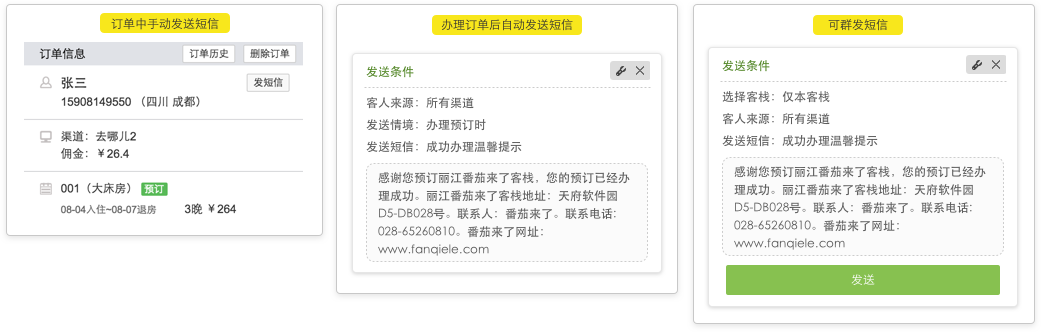 订单中手动发送短信
订单信息 订单历史 删除订单
张三 发短信
15908149550 （四川 成都）
渠道：去哪儿2
佣金：￥26.4
001（大床房） 预订
08-04入住~08-07退房 3晚 ￥264
办理订单后自动发送短信
发送条件
客人来源：所有渠道
发送情境：办理预订时
发送短信：成功办理温馨提示
感谢您预订丽江番茄来了客栈，您的预订已经办
理成功。丽江番茄来了客栈地址：天府软件园
D5-DB028号。联系人：番茄来了。联系电话：
028-65260810。番茄来了网址：
www.fanqiele.com
可群发短信
发送条件
选择客栈：仅本客栈
客人来源：所有渠道
发送短信：成功办理温馨提示
感谢您预订丽江番茄来了客栈，您的预订已经办
理成功。丽江番茄来了客栈地址：天府软件园
D5-DB028号。联系人：番茄来了。联系电话：
028-65260810。番茄来了网址：
www.fanqiele.com
发送